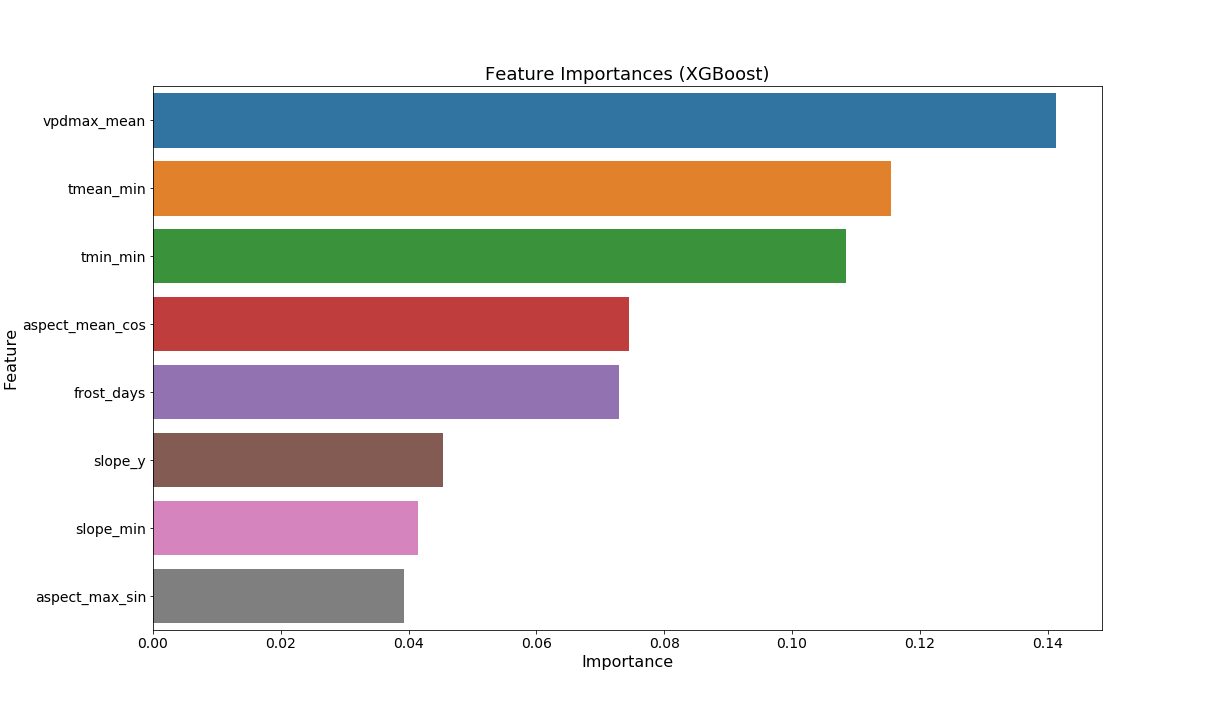 Feature Importances (XGBoost)
Feature
vpdmax_mean
tmean_min
tmin_min
aspect_mean_cos
frost_days
slope_y
slope_min
aspect_max_sin
0.00 0.02 0.04 0.06 0.08 0.10 0.12 0.14
Importance